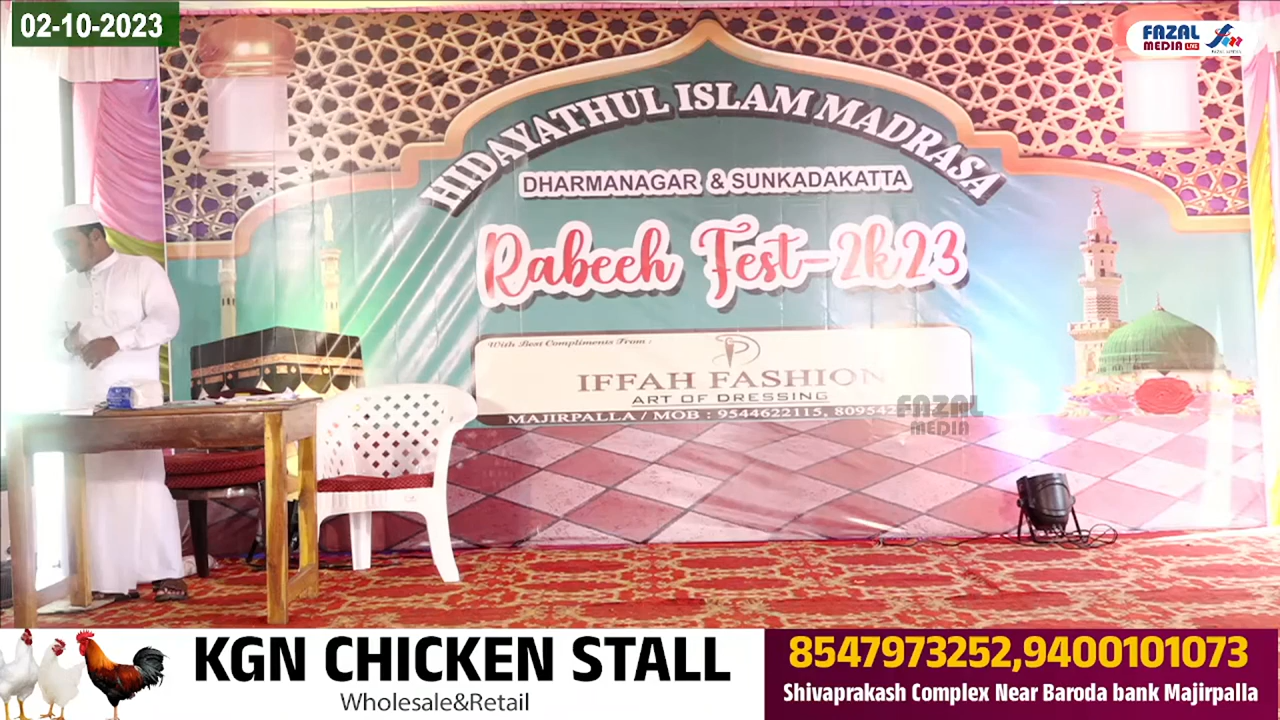 02-10-2023
FAZAL
MEDIA LIVE
HIDAYATHUL ISLAM MADRASA
DHARMANAGAR & SUNKADAKATTA
Rabeeh Fest-2k23
With Best Compliments From :
IFFAH FASHION
ART OF DRESSING
MAJIRPALLA / MOB : 9544622115, 809542
FAZAL
MEDIA
KGN CHICKEN STALL
Wholesale&Retail
8547973252,9400101073
Shivaprakash Complex Near Baroda bank Majirpalla